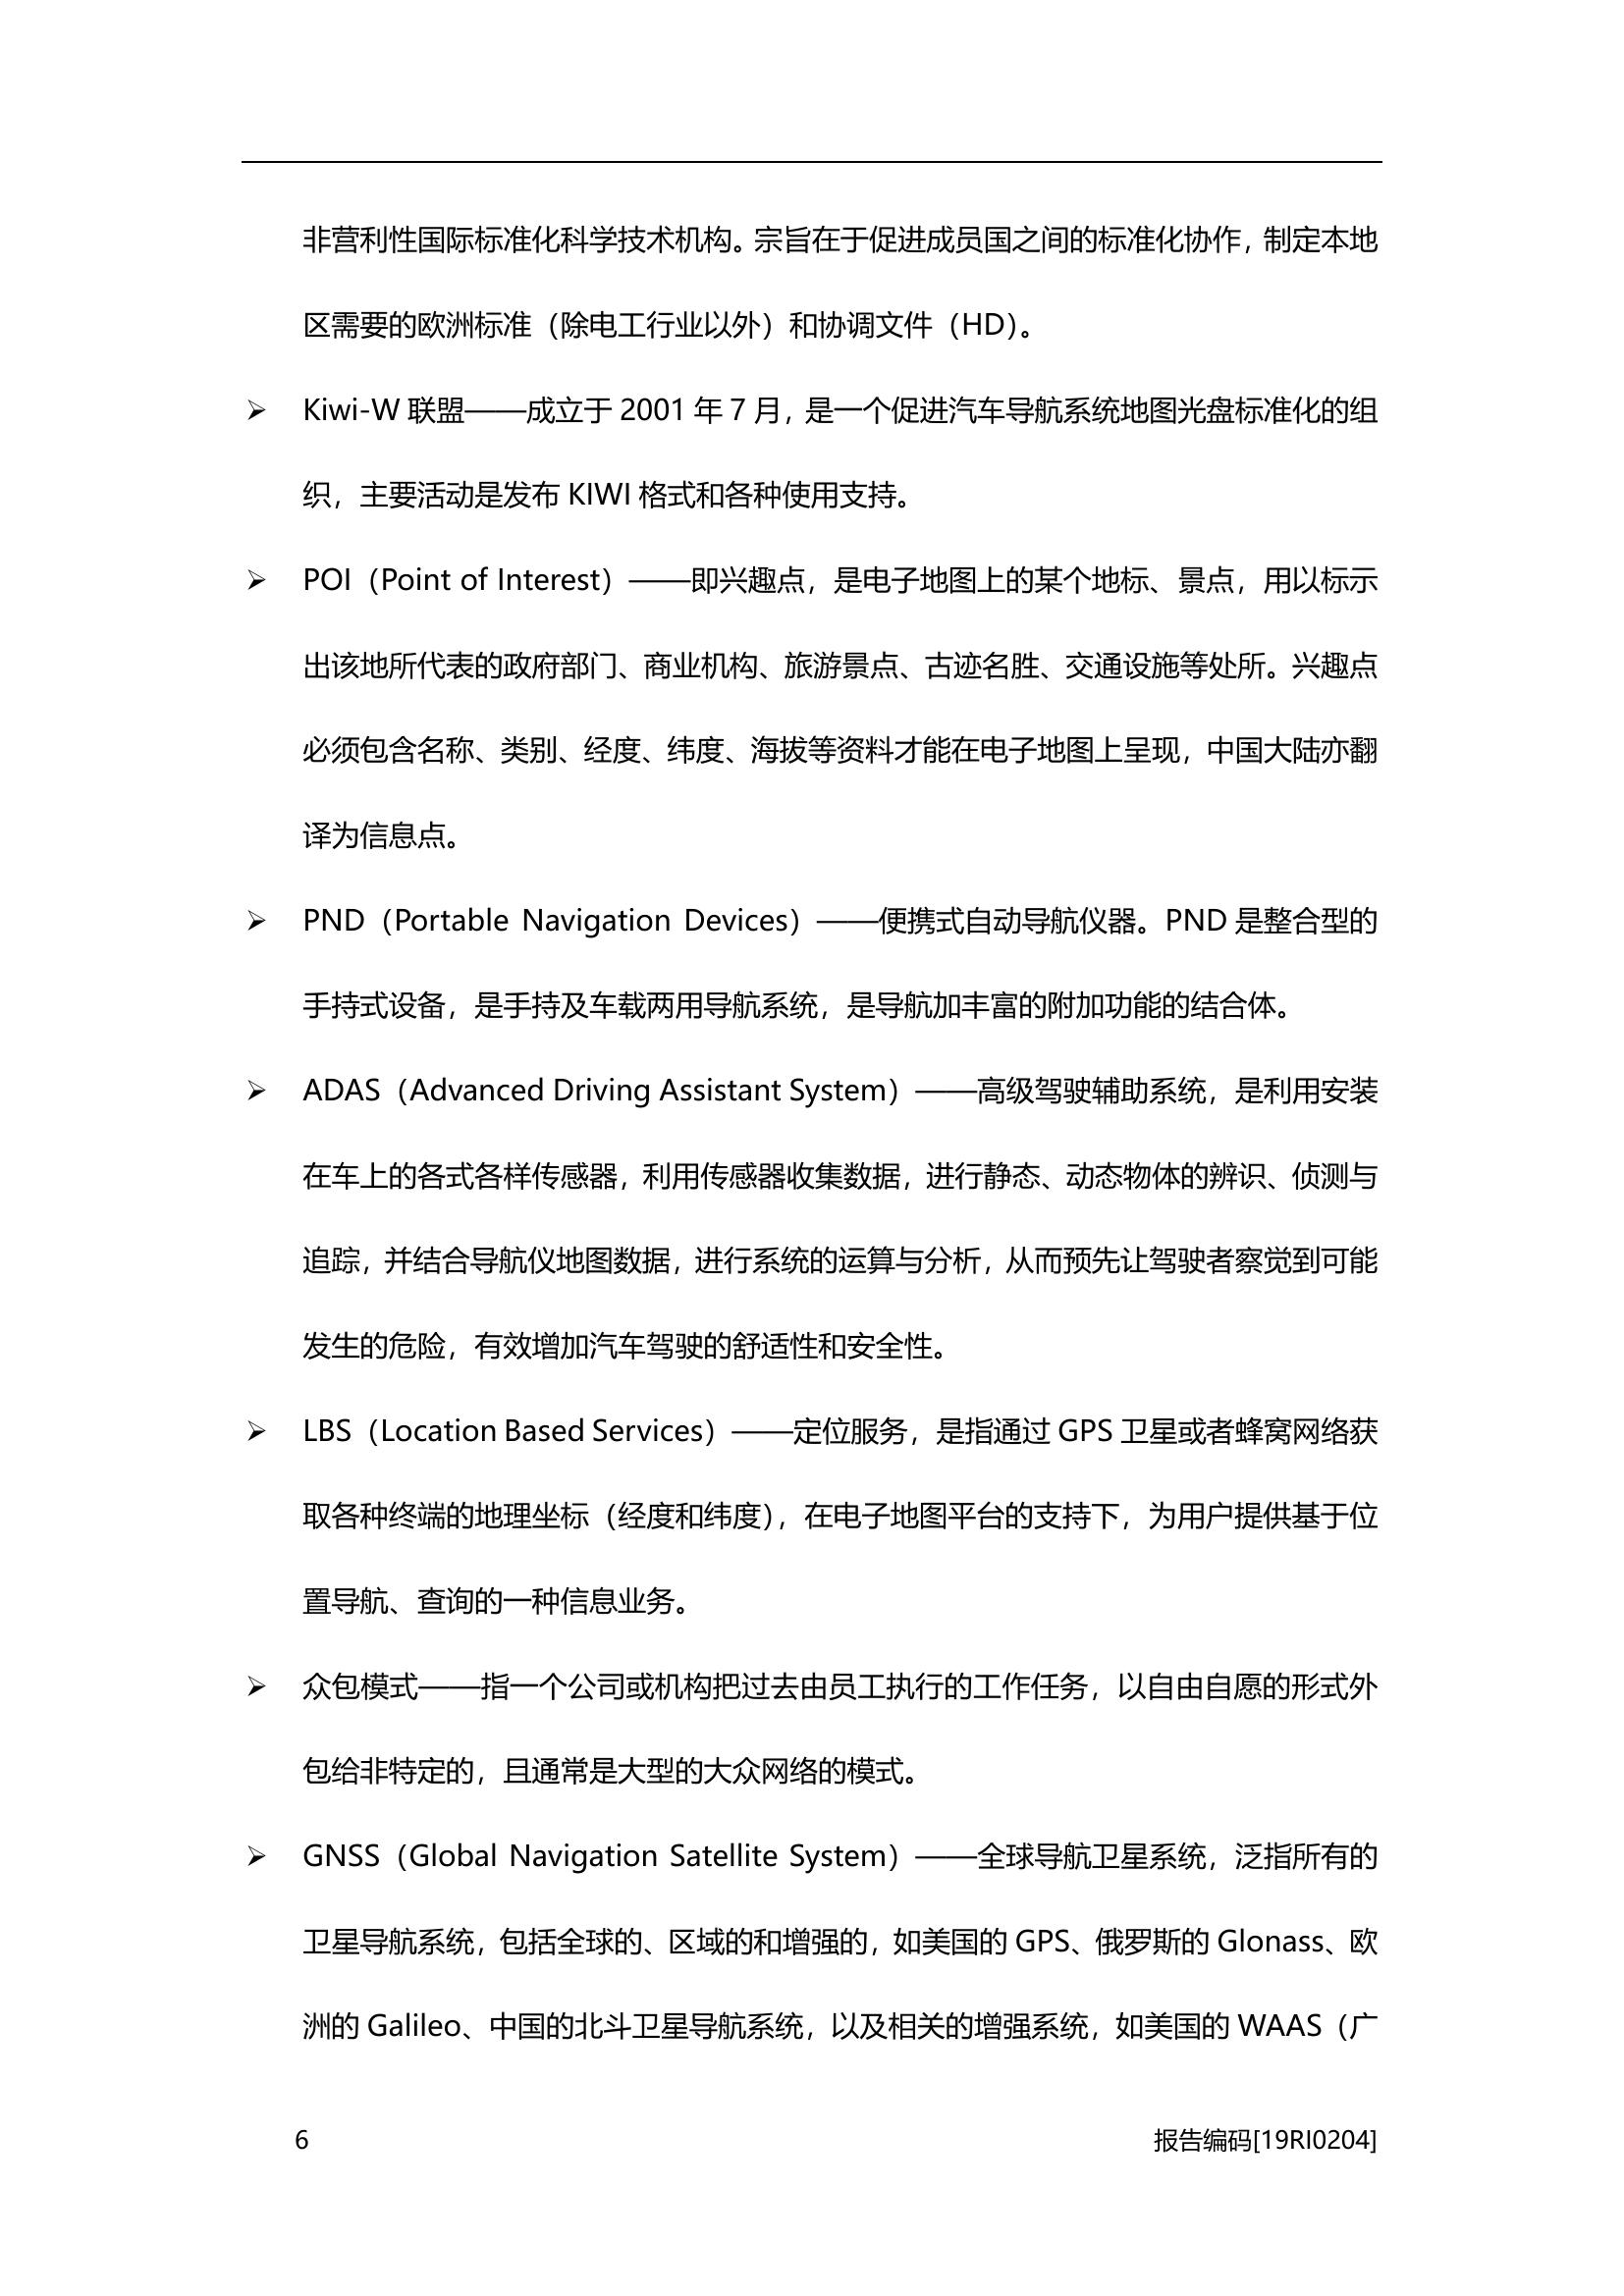 非营利性国际标准化科学技术机构。宗旨在于促进成员国之间的标准化协作，制定本地
区需要的欧洲标准（除电工行业以外）和协调文件（HD）。
➢ Kiwi-W 联盟——成立于 2001 年 7 月，是一个促进汽车导航系统地图光盘标准化的组
织，主要活动是发布 KIWI 格式和各种使用支持。
➢ POI（Point of Interest）——即兴趣点，是电子地图上的某个地标、景点，用以标示
出该地所代表的政府部门、商业机构、旅游景点、古迹名胜、交通设施等处所。兴趣点
必须包含名称、类别、经度、纬度、海拔等资料才能在电子地图上呈现，中国大陆亦翻
译为信息点。
➢ PND（Portable Navigation Devices）——便携式自动导航仪器。PND 是整合型的
手持式设备，是手持及车载两用导航系统，是导航加丰富的附加功能的结合体。
➢ ADAS（Advanced Driving Assistant System）——高级驾驶辅助系统，是利用安装
在车上的各式各样传感器，利用传感器收集数据，进行静态、动态物体的辨识、侦测与
追踪，并结合导航仪地图数据，进行系统的运算与分析，从而预先让驾驶者察觉到可能
发生的危险，有效增加汽车驾驶的舒适性和安全性。
➢ LBS（Location Based Services）——定位服务，是指通过 GPS 卫星或者蜂窝网络获
取各种终端的地理坐标（经度和纬度），在电子地图平台的支持下，为用户提供基于位
置导航、查询的一种信息业务。
➢ 众包模式——指一个公司或机构把过去由员工执行的工作任务，以自由自愿的形式外
包给非特定的，且通常是大型的大众网络的模式。
➢ GNSS（Global Navigation Satellite System）——全球导航卫星系统，泛指所有的
卫星导航系统，包括全球的、区域的和增强的，如美国的 GPS、俄罗斯的 Glonass、欧
洲的 Galileo、中国的北斗卫星导航系统，以及相关的增强系统，如美国的 WAAS（广
6 报告编码[19RI0204]